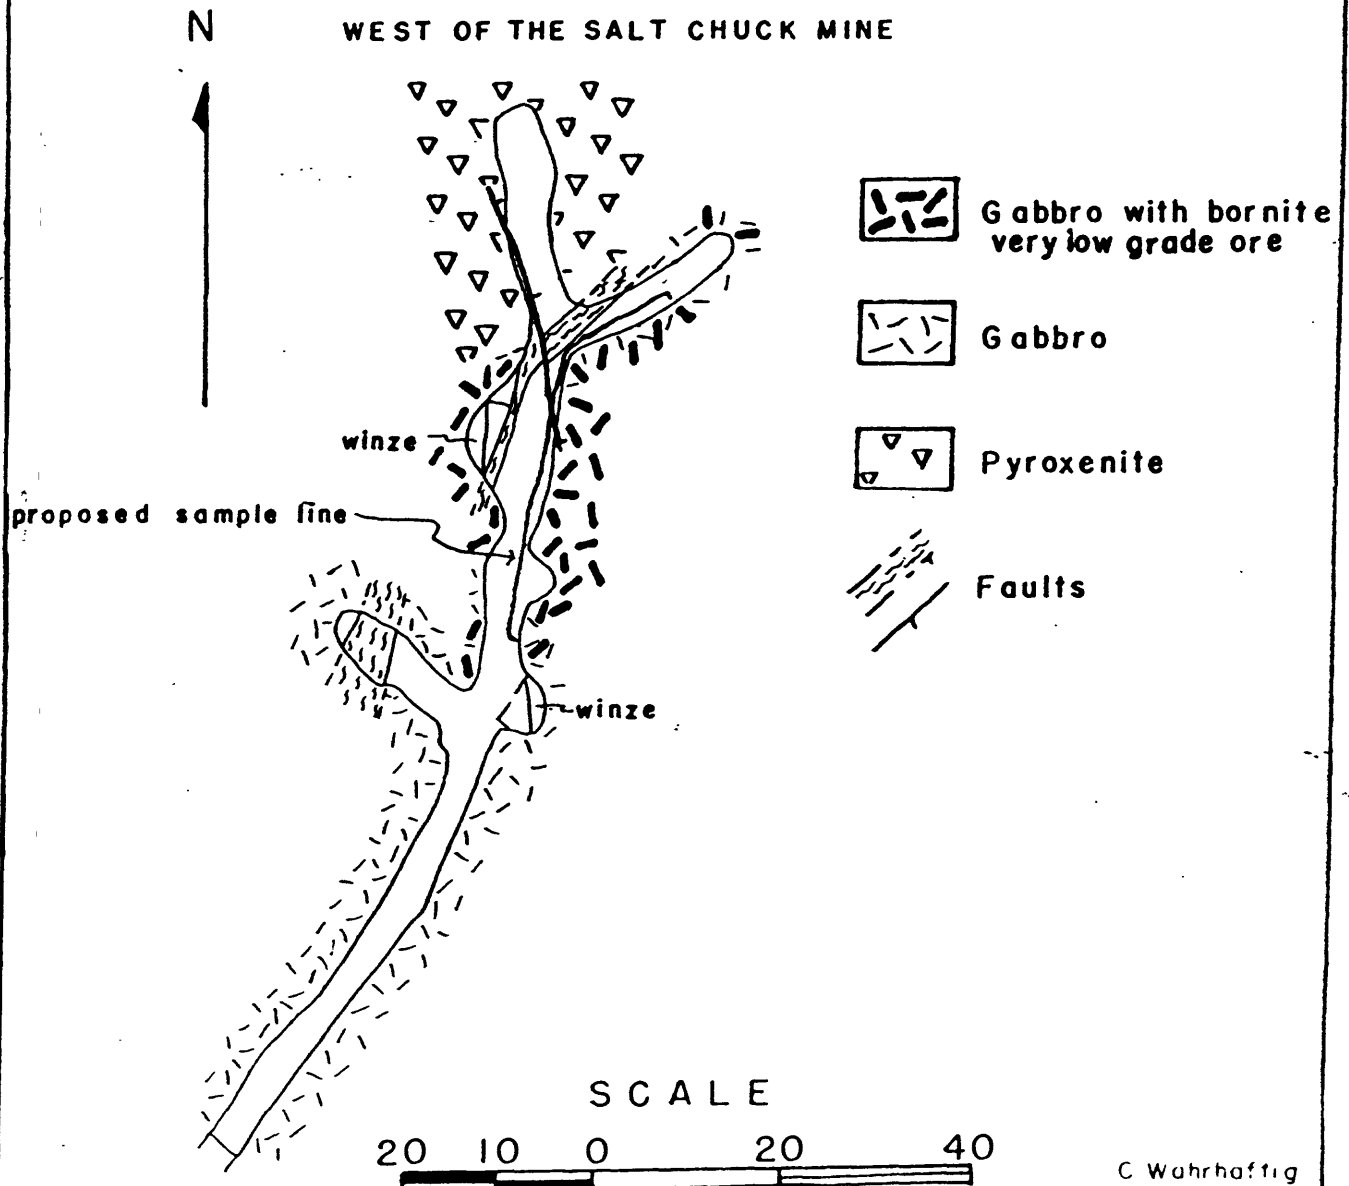 N
WEST OF THE SALT CHUCK MINE
Gabbro with bornite
very low grade ore
Gabbro
winze
Pyroxenite
proposed sample line
Faults
winze
SCALE
20 10 0 20 40
C Wahrhaftig